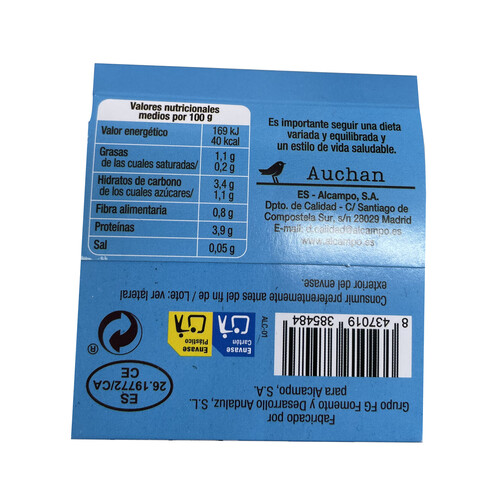 Valores nutricionales
medios por 100 g
Valor energético 169 kJ
40 kcal
Grasas 1,1 g
de las cuales saturadas/ 0,2 g
Hidratos de carbono 3,4 g
de los cuales azúcares/ 1,1 g
Fibra alimentaria 0,8 g
Proteínas 3,9 g
Sal 0,05 g
Es importante seguir una dieta
variada y equilibrada y
un estilo de vida saludable.
Auchan
ES - Alcampo, S.A.
Dpto. de Calidad - C/ Santiago de
Compostela Sur, s/n 28029 Madrid
E-mail: d.calidad@alcampo.es
www.alcampo.es
Fabricado por
Grupo FG Fomento y Desarrollo Andaluz, S.L.
para Alcampo, S.A.
ES
26.19772/CA
CE
®
Envase
Plástico
Envase
Cartón
ALC-01
8 437019 385484
Consumir preferentemente antes del fin de / Lote: ver lateral
exterior del envase.